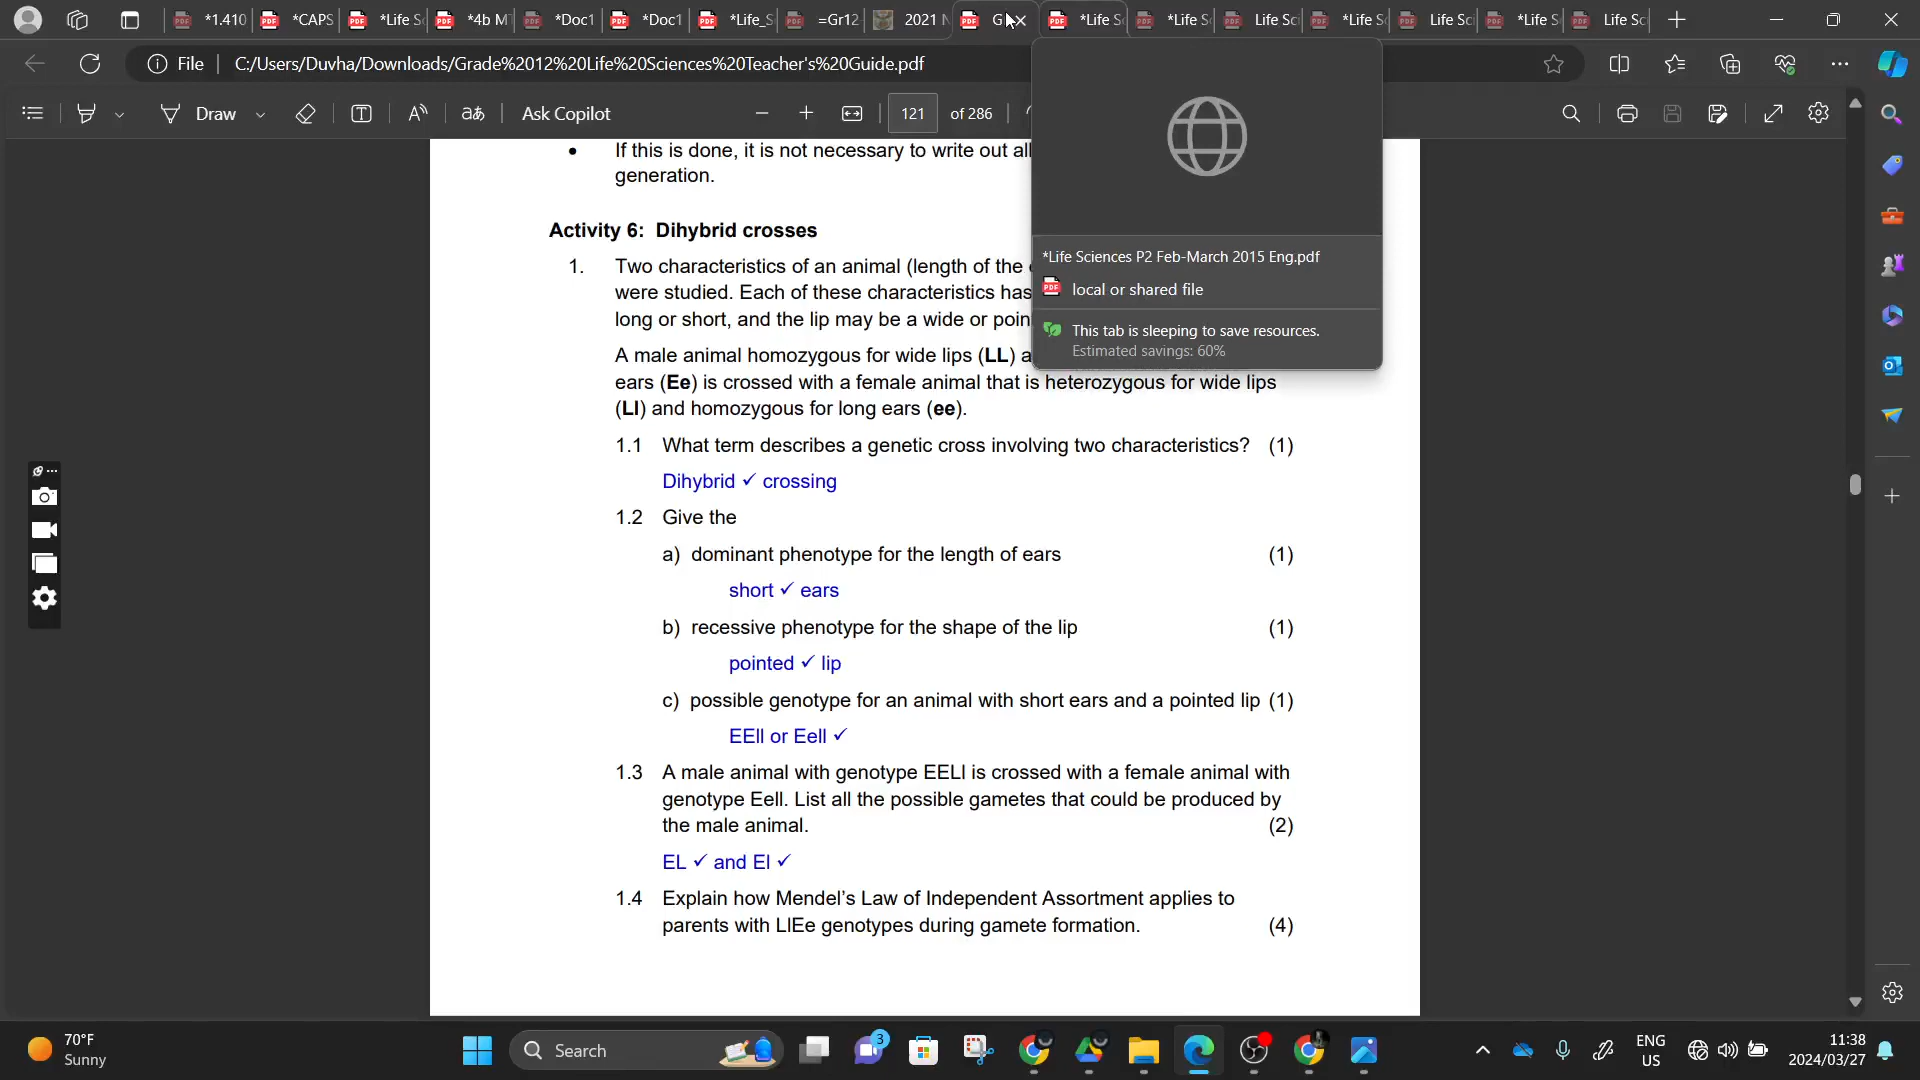 *1.410
*CAPS
*Life S
*4b M
*Doc1
*Doc1
*Life_S
=Gr12
2021 N
G
*Life S
*Life S
Life Sc
*Life S
Life Sc
*Life S
Life Sc
File
C:/Users/Duvha/Downloads/Grade%2012%20Life%20Sciences%20Teacher's%20Guide.pdf
Draw
aあ
Ask Copilot
121
of 286
*Life Sciences P2 Feb-March 2015 Eng.pdf
local or shared file
This tab is sleeping to save resources.
Estimated savings: 60%
• If this is done, it is not necessary to write out all
generation.
Activity 6: Dihybrid crosses
1. Two characteristics of an animal (length of the
were studied. Each of these characteristics has
long or short, and the lip may be a wide or poin
A male animal homozygous for wide lips (LL) a
ears (Ee) is crossed with a female animal that is heterozygous for wide lips
(Ll) and homozygous for long ears (ee).
1.1 What term describes a genetic cross involving two characteristics? (1)
Dihybrid ✓ crossing
1.2 Give the
a) dominant phenotype for the length of ears (1)
short ✓ ears
b) recessive phenotype for the shape of the lip (1)
pointed ✓ lip
c) possible genotype for an animal with short ears and a pointed lip (1)
EEll or Eell ✓
1.3 A male animal with genotype EELl is crossed with a female animal with
genotype Eell. List all the possible gametes that could be produced by
the male animal. (2)
EL ✓ and El ✓
1.4 Explain how Mendel's Law of Independent Assortment applies to
parents with LlEe genotypes during gamete formation. (4)
70°F
Sunny
Search
3
ENG
US
11:38
2024/03/27